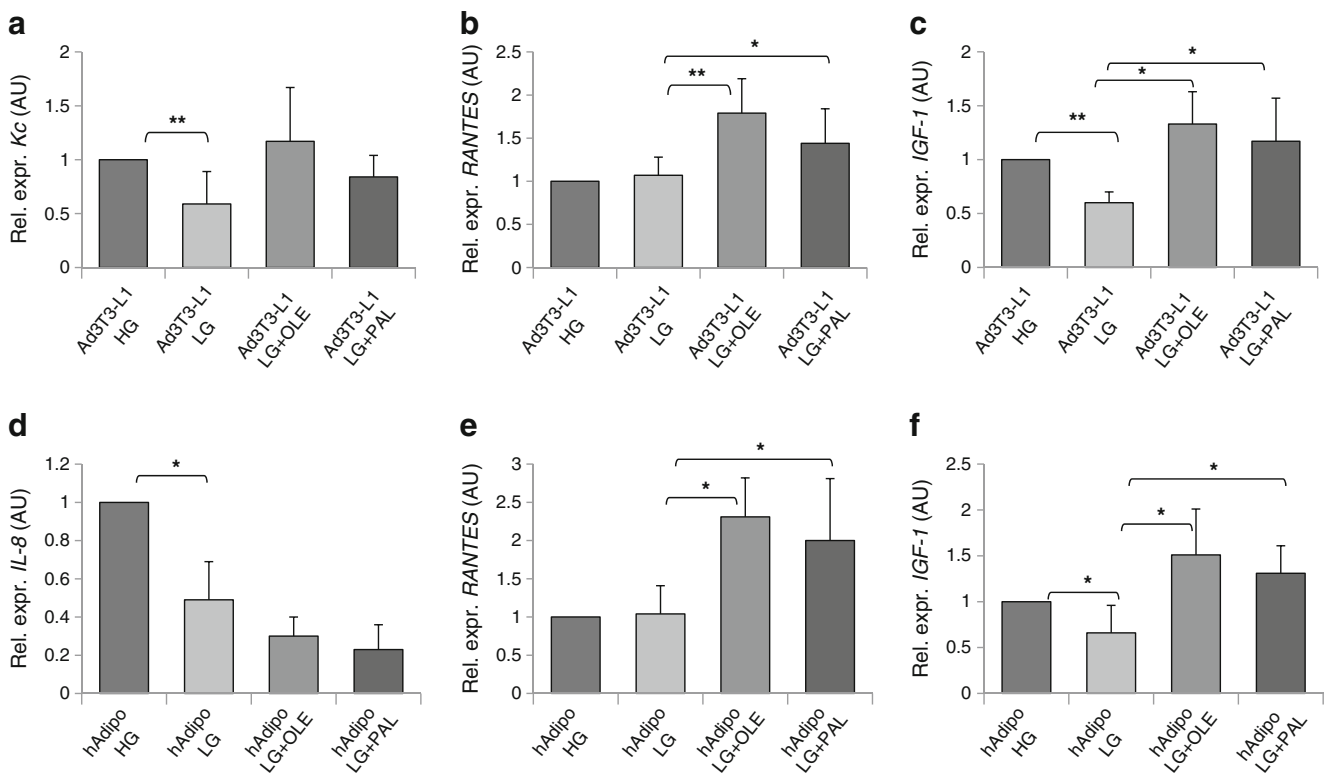 a
Rel. expr. Kc (AU)
2
1.5
1
0.5
0
**
Ad3T3-L1
HG
Ad3T3-L1
LG
Ad3T3-L1
LG+OLE
Ad3T3-L1
LG+PAL
b
Rel. expr. RANTES (AU)
2.5
2
1.5
1
0.5
0
*
**
Ad3T3-L1
HG
Ad3T3-L1
LG
Ad3T3-L1
LG+OLE
Ad3T3-L1
LG+PAL
c
Rel. expr. IGF-1 (AU)
2
1.5
1
0.5
0
*
*
**
Ad3T3-L1
HG
Ad3T3-L1
LG
Ad3T3-L1
LG+OLE
Ad3T3-L1
LG+PAL
d
Rel. expr. IL-8 (AU)
1.2
1
0.8
0.6
0.4
0.2
0
*
hAdipo
HG
hAdipo
LG
hAdipo
LG+OLE
hAdipo
LG+PAL
e
Rel. expr. RANTES (AU)
3
2.5
2
1.5
1
0.5
0
*
*
hAdipo
HG
hAdipo
LG
hAdipo
LG+OLE
hAdipo
LG+PAL
f
Rel. expr. IGF-1 (AU)
2.5
2
1.5
1
0.5
0
*
*
*
hAdipo
HG
hAdipo
LG
hAdipo
LG+OLE
hAdipo
LG+PAL